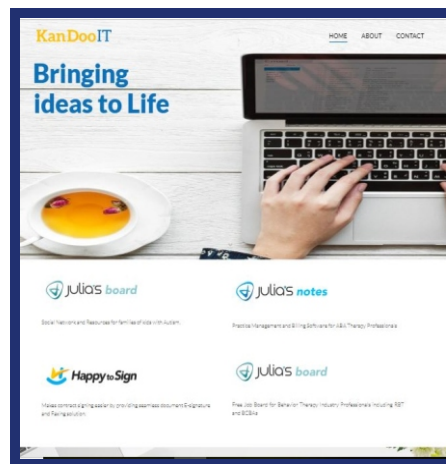 KanDooIT
HOME ABOUT CONTACT
Bringing
ideas to Life
julia's board
julia's notes
Social Network and Resources for families of kids with Autism.
Practice Management and Billing Software for ABA Therapy Professionals
Happy to Sign
julia's board
Makes contract signing easier by providing seamless document E-signature
and Faxing solution.
Free Job Board for Behavior Therapy Industry Professionals including RBT
and BCBAs